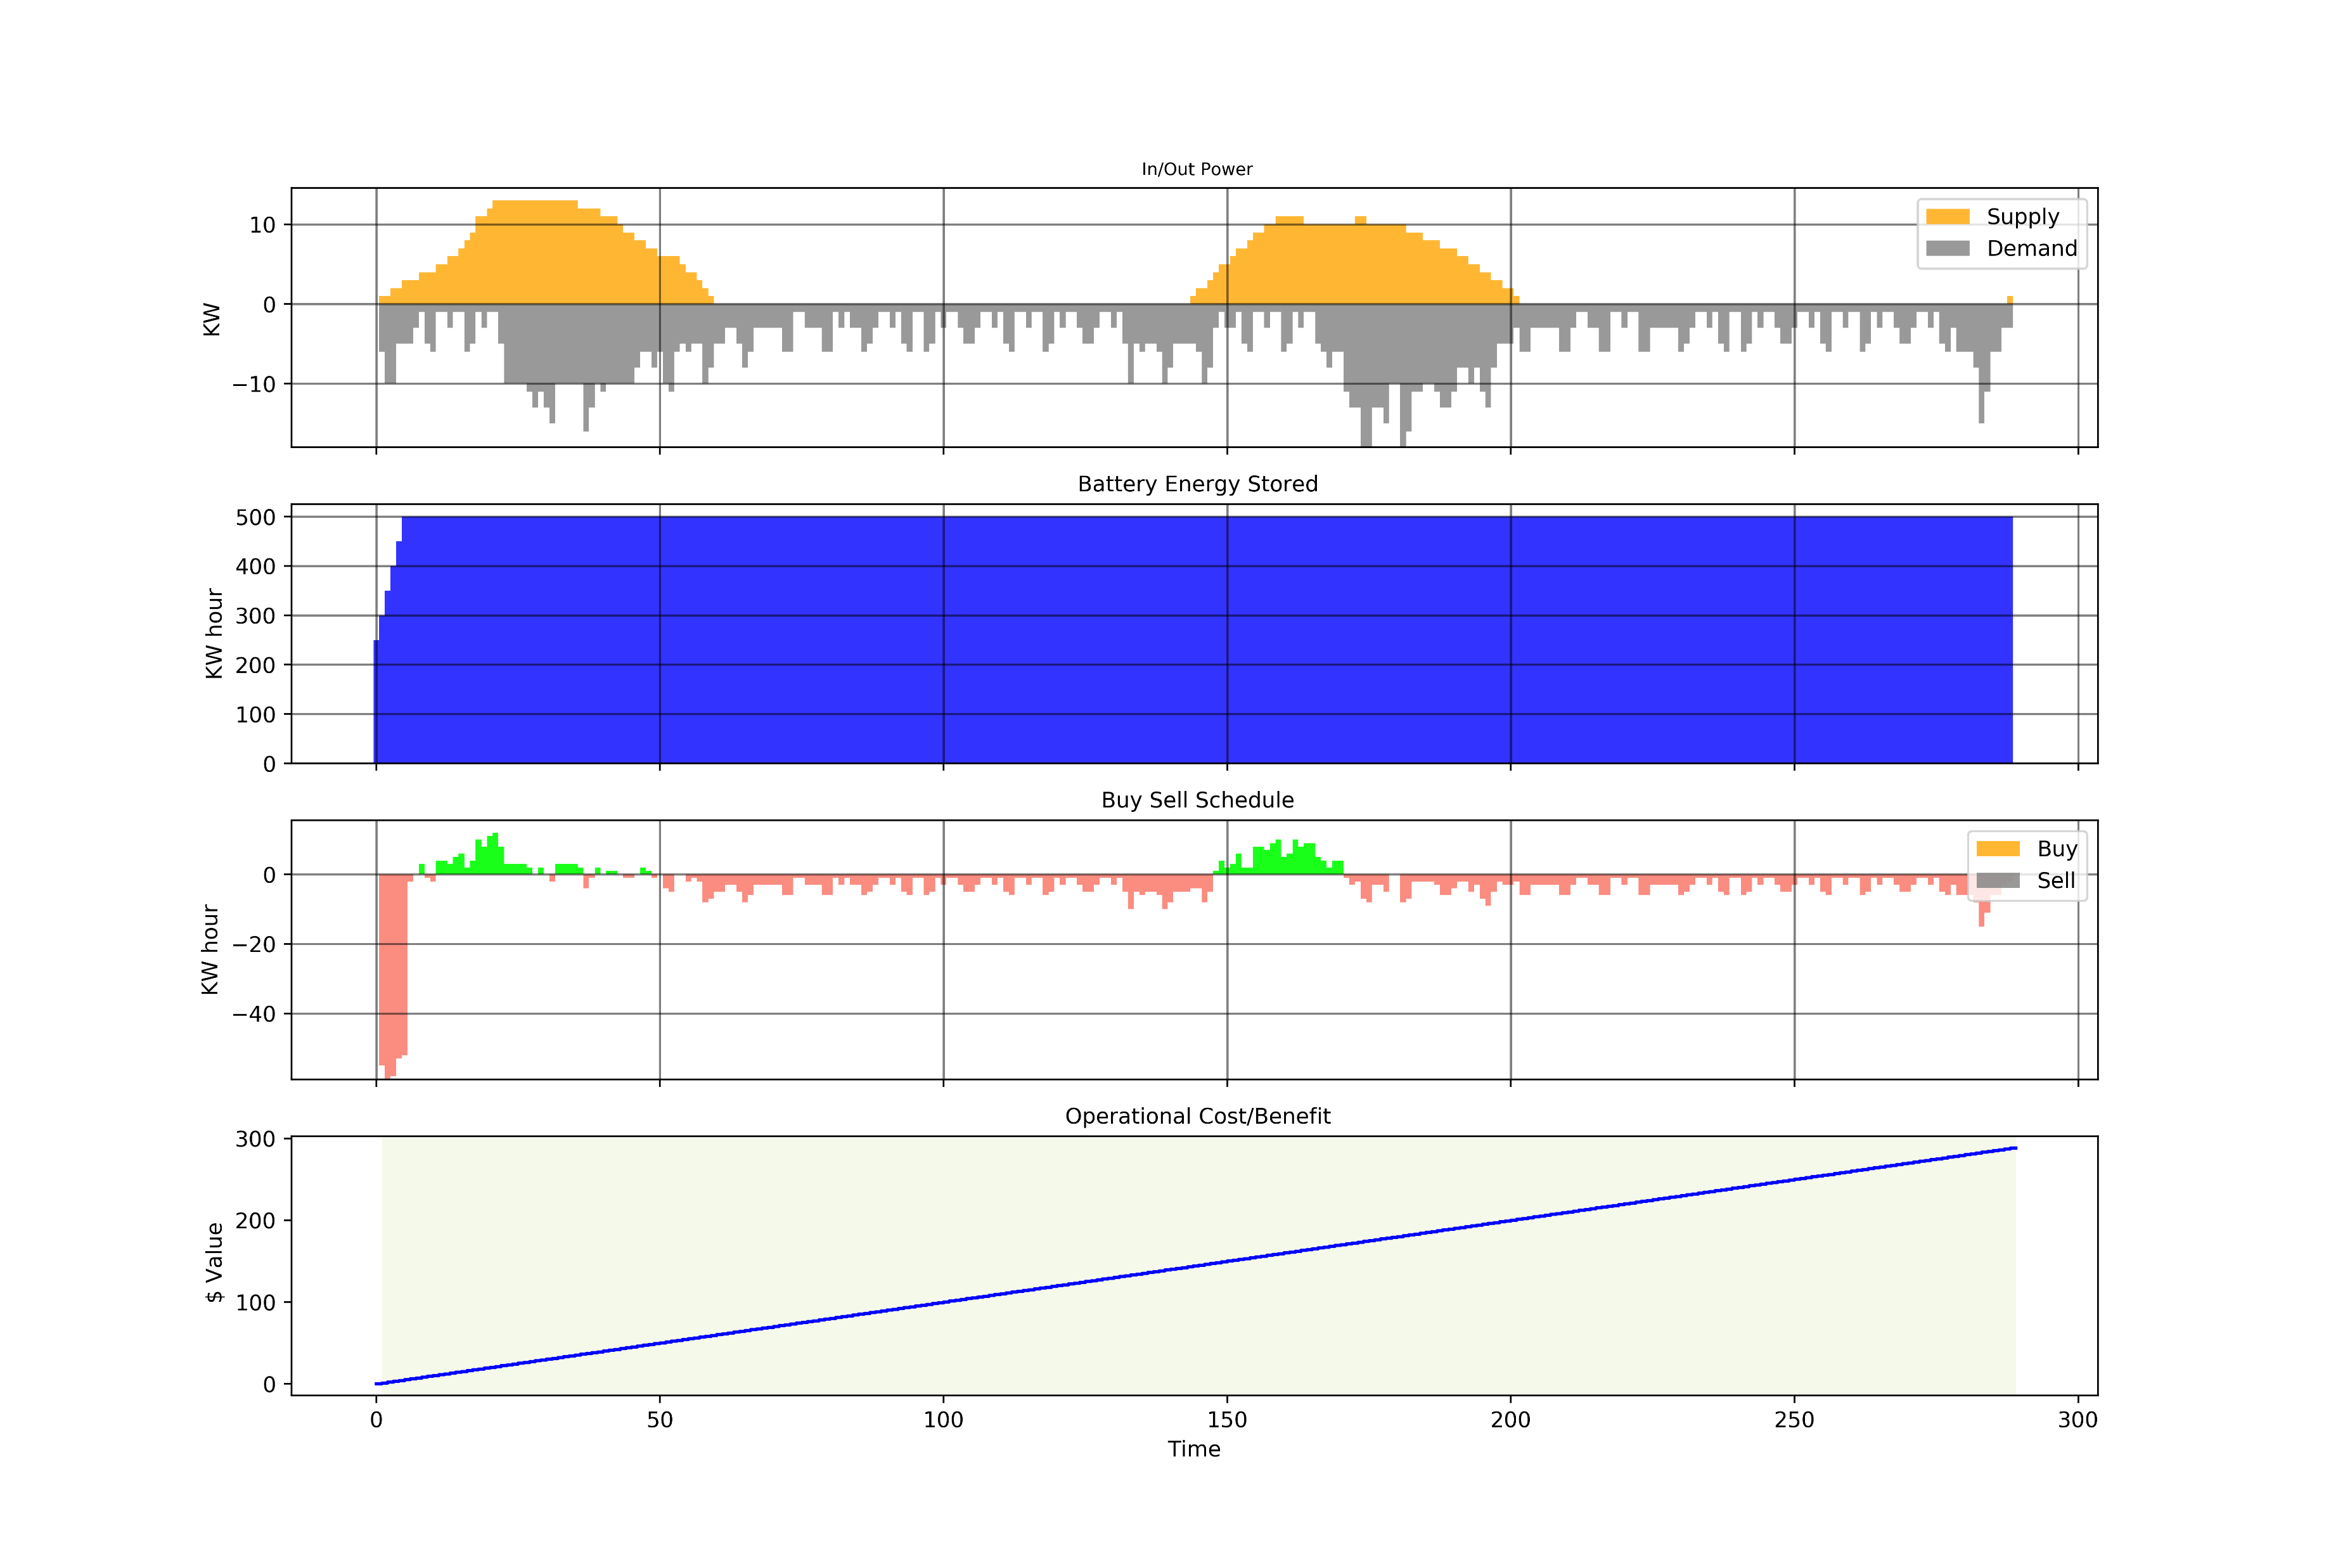 In/Out Power
10
0
−10
KW
Supply
Demand
Battery Energy Stored
500
400
300
200
100
0
KW hour
Buy Sell Schedule
0
−20
−40
KW hour
Buy
Sell
Operational Cost/Benefit
300
200
100
0
$ Value
0 50 100 150 200 250 300
Time